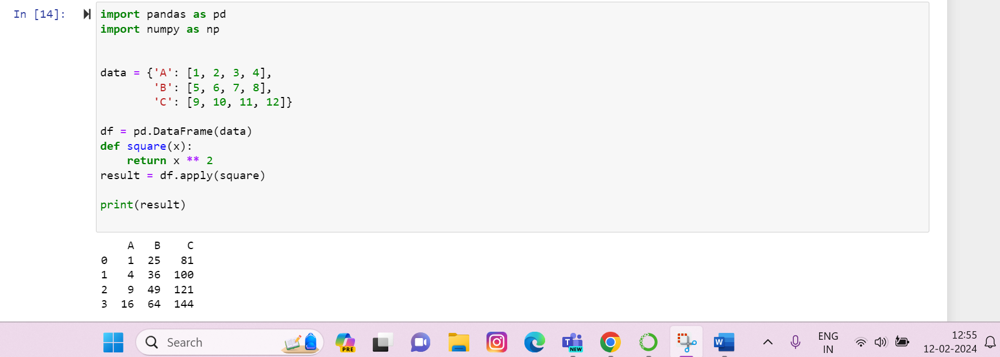 In [14]:
import pandas as pd
import numpy as np
data = {'A': [1, 2, 3, 4],
        'B': [5, 6, 7, 8],
        'C': [9, 10, 11, 12]}
df = pd.DataFrame(data)
def square(x):
    return x ** 2
result = df.apply(square)
print(result)
    A   B    C
0   1  25   81
1   4  36  100
2   9  49  121
3  16  64  144
Search
PRE
T
NEW
W
ENG
IN
12:55
12-02-2024